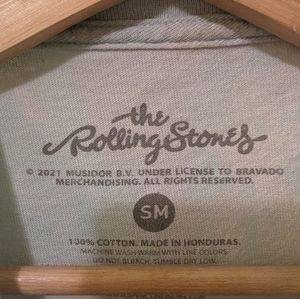 the
Rolling Stones
© 2021 MUSIDOR B.V. UNDER LICENSE TO BRAVADO
MERCHANDISING. ALL RIGHTS RESERVED.
SM
100% COTTON. MADE IN HONDURAS.
MACHINE WASH WARM WITH LIKE COLORS.
DO NOT BLEACH. TUMBLE DRY LOW.